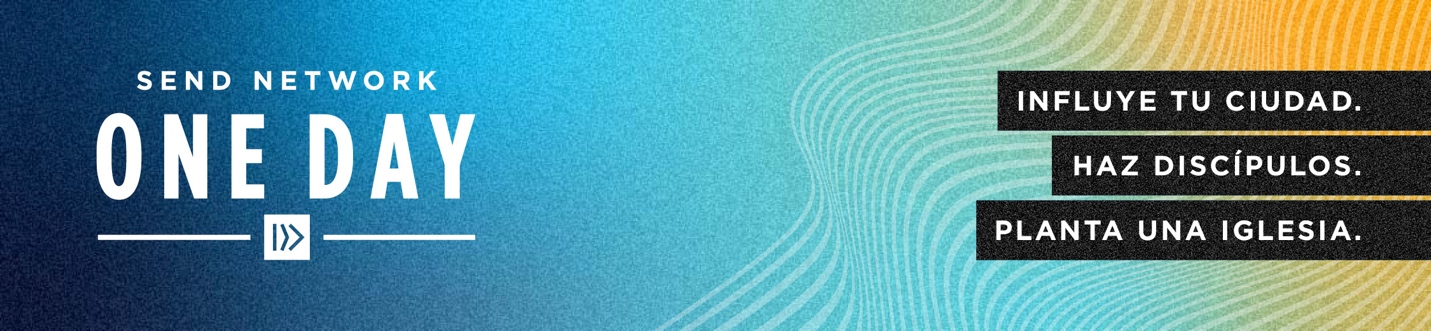 SEND NETWORK
ONE DAY
INFLUYE TU CIUDAD.
HAZ DISCÍPULOS.
PLANTA UNA IGLESIA.